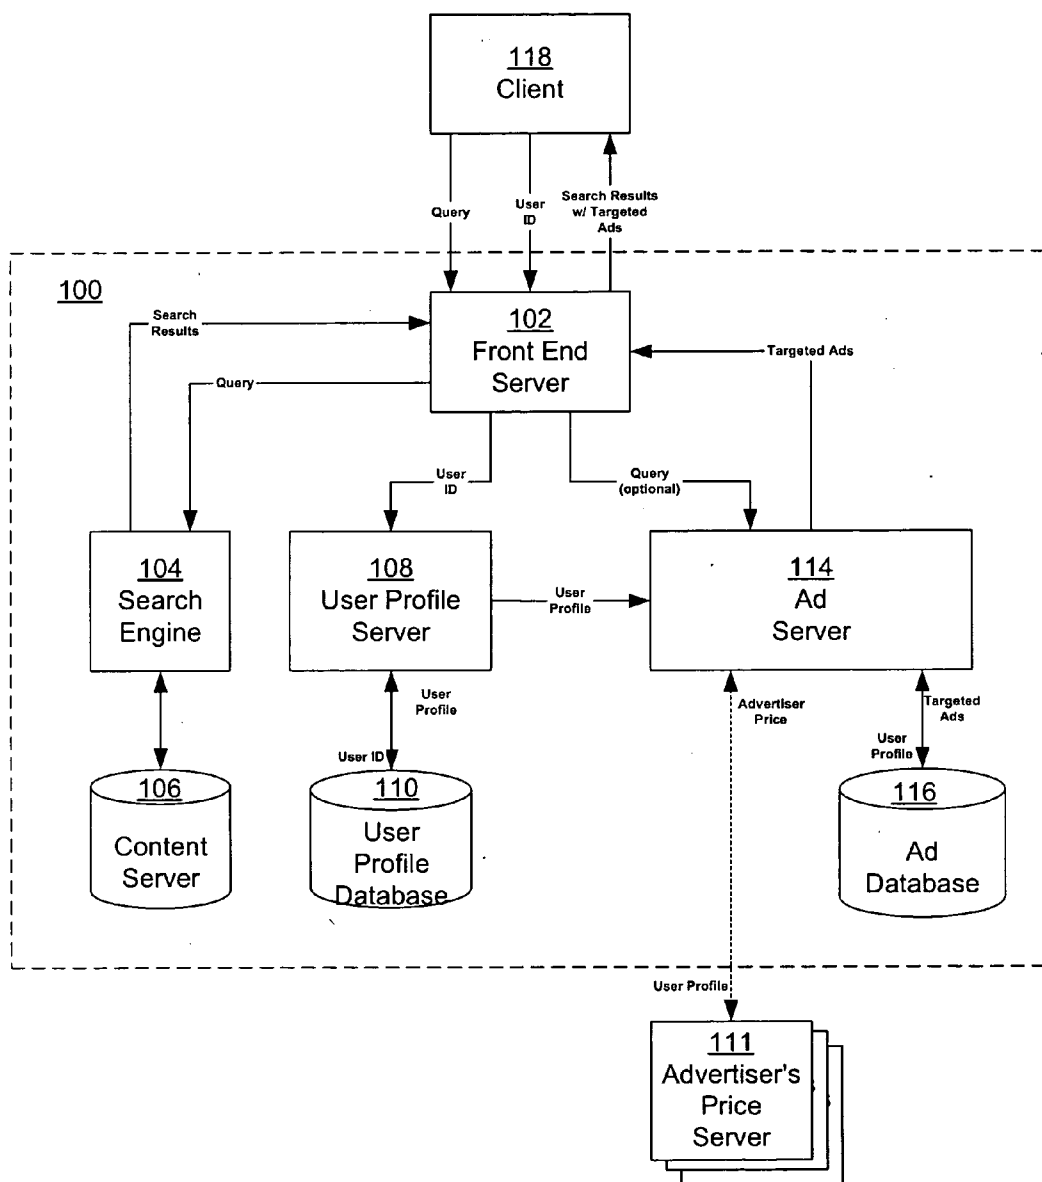 118
Client
Query
User
ID
Search Results
w/ Targeted
Ads
100
Search
Results
102
Front End
Server
Targeted Ads
Query
User
ID
Query
(optional)
104
Search
Engine
108
User Profile
Server
User
Profile
114
Ad
Server
User
Profile
Advertiser
Price
Targeted
Ads
User ID
User
Profile
106
Content
Server
110
User
Profile
Database
116
Ad
Database
User Profile
111
Advertiser's
Price
Server